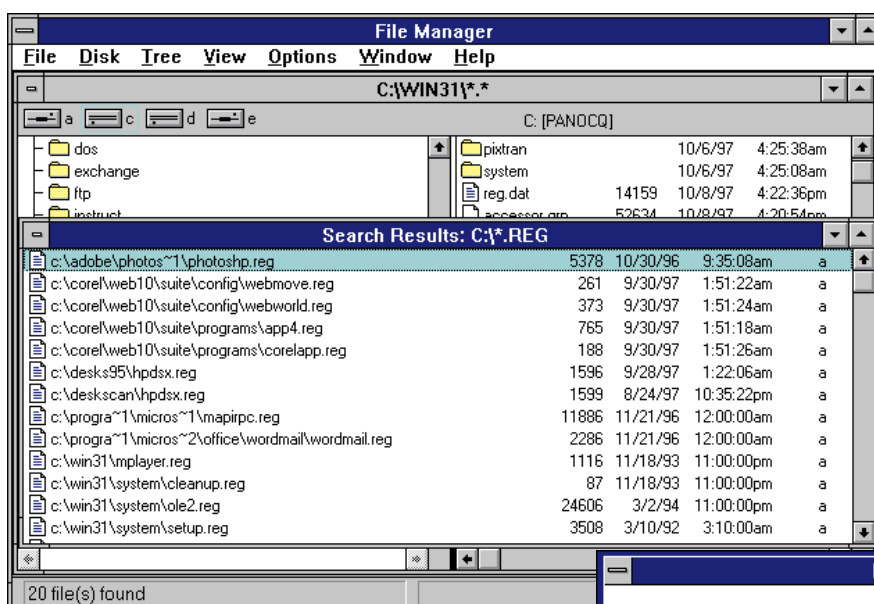 File Manager
File Disk Tree View Options Window Help
C:\WIN31\*.*
a c d e C: [PANOCQ]
dos
exchange
ftp
instruct
pixtran 10/6/97 4:25:38am
system 10/6/97 4:25:08am
reg.dat 14159 10/8/97 4:22:36pm
accessor.grp 52634 10/8/97 4:20:54pm
Search Results: C:\*.REG
c:\adobe\photos~1\photoshp.reg 5378 10/30/96 9:35:08am a
c:\corel\web10\suite\config\webmove.reg 261 9/30/97 1:51:22am a
c:\corel\web10\suite\config\webworld.reg 373 9/30/97 1:51:24am a
c:\corel\web10\suite\programs\app4.reg 765 9/30/97 1:51:18am a
c:\corel\web10\suite\programs\corelapp.reg 188 9/30/97 1:51:26am a
c:\desks95\hpdsx.reg 1596 9/28/97 1:22:06am a
c:\deskscan\hpdsx.reg 1599 8/24/97 10:35:22pm a
c:\progra~1\micros~1\mapirpc.reg 11886 11/21/96 12:00:00am a
c:\progra~1\micros~2\office\wordmail\wordmail.reg 2286 11/21/96 12:00:00am a
c:\win31\mplayer.reg 1116 11/18/93 11:00:00pm a
c:\win31\system\cleanup.reg 87 11/18/93 11:00:00pm a
c:\win31\system\ole2.reg 24606 3/2/94 11:00:00pm a
c:\win31\system\setup.reg 3508 3/10/92 3:10:00am a
20 file(s) found